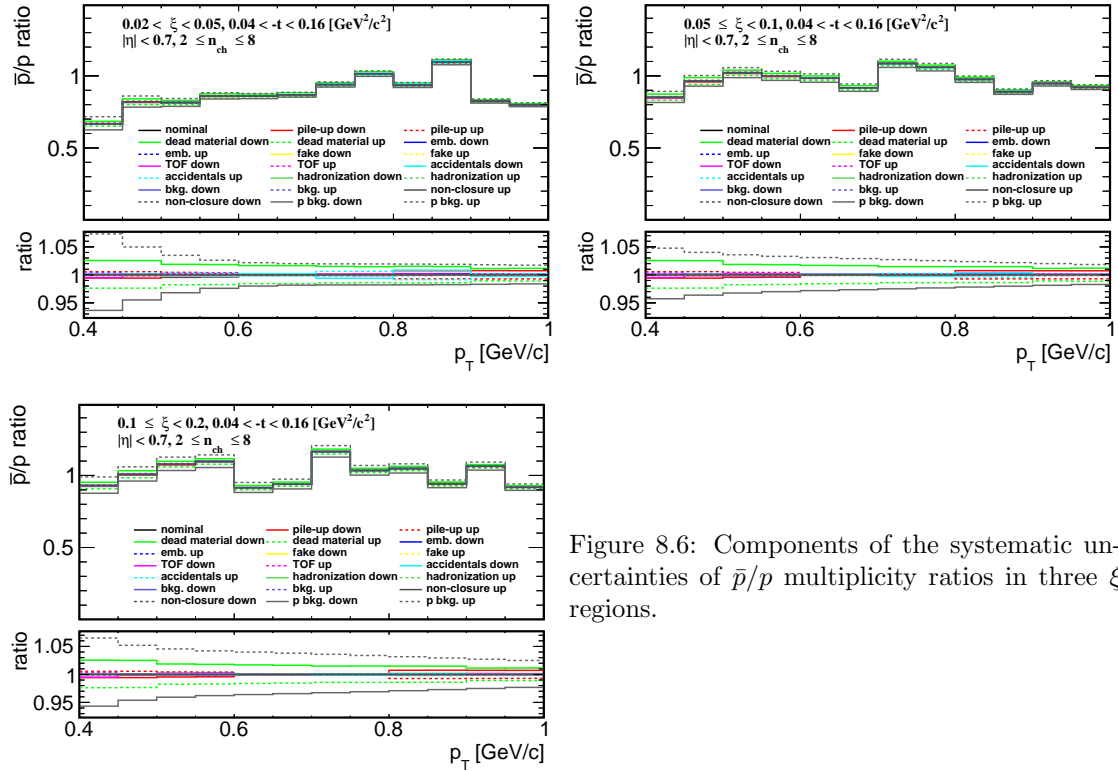 0.02 < ξ < 0.05, 0.04 < -t < 0.16 [GeV²/c²]
|η| < 0.7, 2 ≤ n_ch ≤ 8
p̄/p ratio
1
0.5
nominal
pile-up down
pile-up up
dead material down
dead material up
emb. down
emb. up
fake down
fake up
TOF down
TOF up
accidentals down
accidentals up
hadronization down
hadronization up
bkg. down
bkg. up
non-closure up
non-closure down
p bkg. down
p bkg. up
ratio
1.05
1
0.95
0.4
0.6
0.8
1
p_T [GeV/c]
0.05 ≤ ξ < 0.1, 0.04 < -t < 0.16 [GeV²/c²]
|η| < 0.7, 2 ≤ n_ch ≤ 8
p̄/p ratio
1
0.5
nominal
pile-up down
pile-up up
dead material down
dead material up
emb. down
emb. up
fake down
fake up
TOF down
TOF up
accidentals down
accidentals up
hadronization down
hadronization up
bkg. down
bkg. up
non-closure up
non-closure down
p bkg. down
p bkg. up
ratio
1.05
1
0.95
0.4
0.6
0.8
1
p_T [GeV/c]
0.1 ≤ ξ < 0.2, 0.04 < -t < 0.16 [GeV²/c²]
|η| < 0.7, 2 ≤ n_ch ≤ 8
p̄/p ratio
1
0.5
nominal
pile-up down
pile-up up
dead material down
dead material up
emb. down
emb. up
fake down
fake up
TOF down
TOF up
accidentals down
accidentals up
hadronization down
hadronization up
bkg. down
bkg. up
non-closure up
non-closure down
p bkg. down
p bkg. up
ratio
1.05
1
0.95
0.4
0.6
0.8
1
p_T [GeV/c]
Figure 8.6: Components of the systematic un-
certainties of p̄/p multiplicity ratios in three ξ
regions.